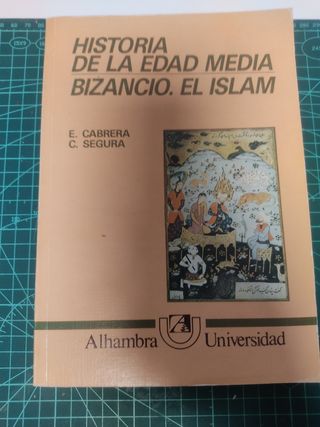 HISTORIA
DE LA EDAD MEDIA
BIZANCIO. EL ISLAM
E. CABRERA
C. SEGURA
Alhambra Universidad